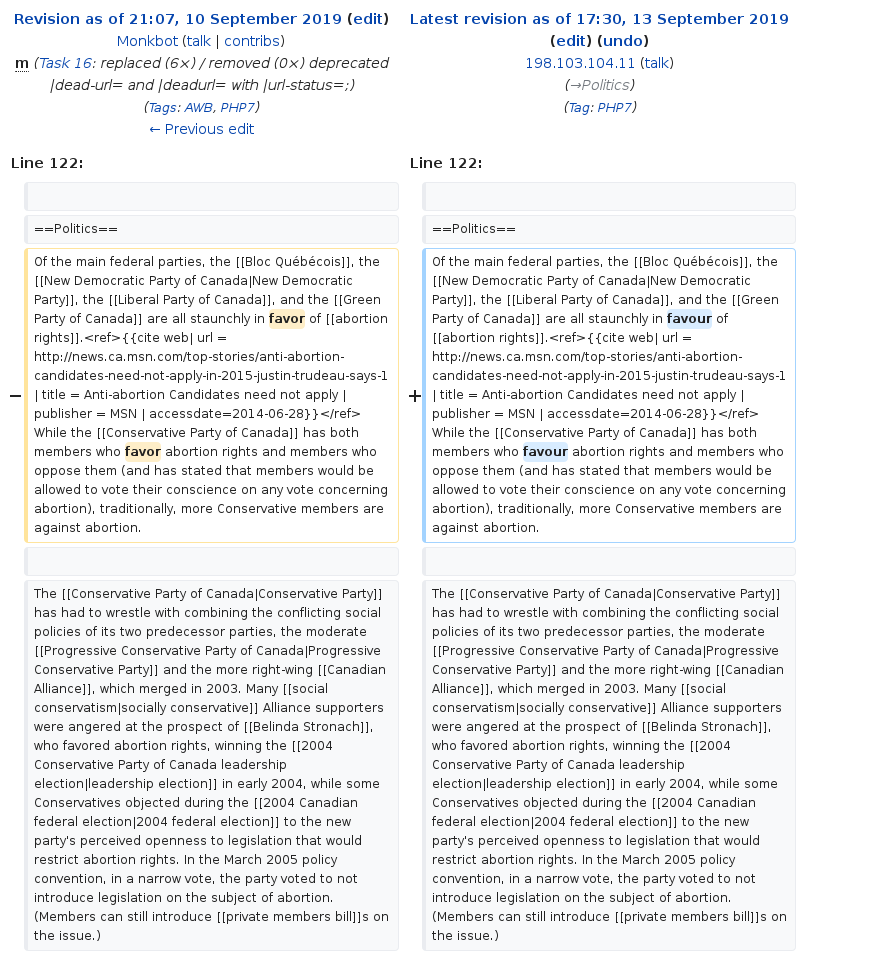 Revision as of 21:07, 10 September 2019 (edit)
Monkbot (talk | contribs)
m (Task 16: replaced (6×) / removed (0×) deprecated
|dead-url= and |deadurl= with |url-status=;)
(Tags: AWB, PHP7)
← Previous edit
Latest revision as of 17:30, 13 September 2019
(edit) (undo)
198.103.104.11 (talk)
(→Politics)
(Tag: PHP7)
Line 122:
==Politics==
− Of the main federal parties, the [[Bloc Québécois]], the
[[New Democratic Party of Canada|New Democratic
Party]], the [[Liberal Party of Canada]], and the [[Green
Party of Canada]] are all staunchly in favor of [[abortion
rights]].<ref>{{cite web| url =
http://news.ca.msn.com/top-stories/anti-abortion-
candidates-need-not-apply-in-2015-justin-trudeau-says-1
| title = Anti-abortion Candidates need not apply |
publisher = MSN | accessdate=2014-06-28}}</ref>
While the [[Conservative Party of Canada]] has both
members who favor abortion rights and members who
oppose them (and has stated that members would be
allowed to vote their conscience on any vote concerning
abortion), traditionally, more Conservative members are
against abortion.
The [[Conservative Party of Canada|Conservative Party]]
has had to wrestle with combining the conflicting social
policies of its two predecessor parties, the moderate
[[Progressive Conservative Party of Canada|Progressive
Conservative Party]] and the more right-wing [[Canadian
Alliance]], which merged in 2003. Many [[social
conservatism|socially conservative]] Alliance supporters
were angered at the prospect of [[Belinda Stronach]],
who favored abortion rights, winning the [[2004
Conservative Party of Canada leadership
election|leadership election]] in early 2004, while some
Conservatives objected during the [[2004 Canadian
federal election|2004 federal election]] to the new
party's perceived openness to legislation that would
restrict abortion rights. In the March 2005 policy
convention, in a narrow vote, the party voted to not
introduce legislation on the subject of abortion.
(Members can still introduce [[private members bill]]s on
the issue.)
Line 122:
==Politics==
+ Of the main federal parties, the [[Bloc Québécois]], the
[[New Democratic Party of Canada|New Democratic
Party]], the [[Liberal Party of Canada]], and the [[Green
Party of Canada]] are all staunchly in favour of
[[abortion rights]].<ref>{{cite web| url =
http://news.ca.msn.com/top-stories/anti-abortion-
candidates-need-not-apply-in-2015-justin-trudeau-says-1
| title = Anti-abortion Candidates need not apply |
publisher = MSN | accessdate=2014-06-28}}</ref>
While the [[Conservative Party of Canada]] has both
members who favour abortion rights and members who
oppose them (and has stated that members would be
allowed to vote their conscience on any vote concerning
abortion), traditionally, more Conservative members are
against abortion.
The [[Conservative Party of Canada|Conservative Party]]
has had to wrestle with combining the conflicting social
policies of its two predecessor parties, the moderate
[[Progressive Conservative Party of Canada|Progressive
Conservative Party]] and the more right-wing [[Canadian
Alliance]], which merged in 2003. Many [[social
conservatism|socially conservative]] Alliance supporters
were angered at the prospect of [[Belinda Stronach]],
who favored abortion rights, winning the [[2004
Conservative Party of Canada leadership
election|leadership election]] in early 2004, while some
Conservatives objected during the [[2004 Canadian
federal election|2004 federal election]] to the new
party's perceived openness to legislation that would
restrict abortion rights. In the March 2005 policy
convention, in a narrow vote, the party voted to not
introduce legislation on the subject of abortion.
(Members can still introduce [[private members bill]]s on
the issue.)